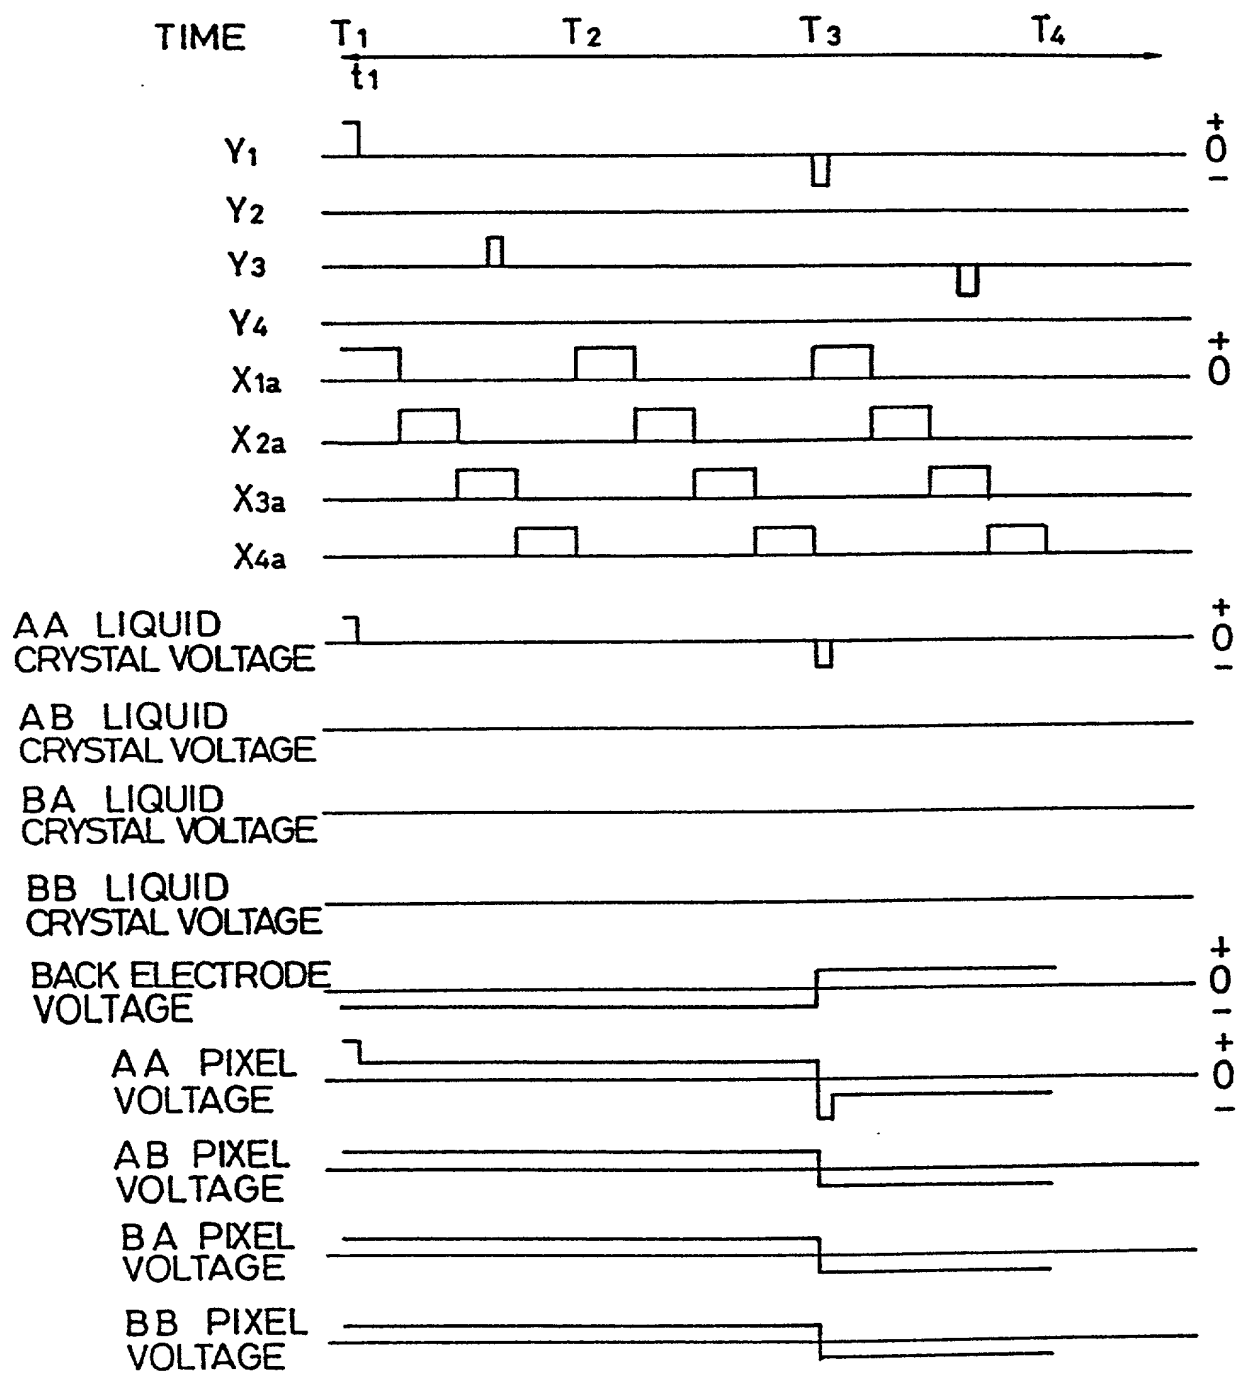 TIME T1 T2 T3 T4
t1
+
Y1 0
−
Y2
Y3
Y4
+
X1a 0
X2a
X3a
X4a
AA LIQUID +
CRYSTAL VOLTAGE 0
−
AB LIQUID
CRYSTAL VOLTAGE
BA LIQUID
CRYSTAL VOLTAGE
BB LIQUID
CRYSTAL VOLTAGE
+
BACK ELECTRODE 0
VOLTAGE −
+
AA PIXEL 0
VOLTAGE −
AB PIXEL
VOLTAGE
BA PIXEL
VOLTAGE
BB PIXEL
VOLTAGE